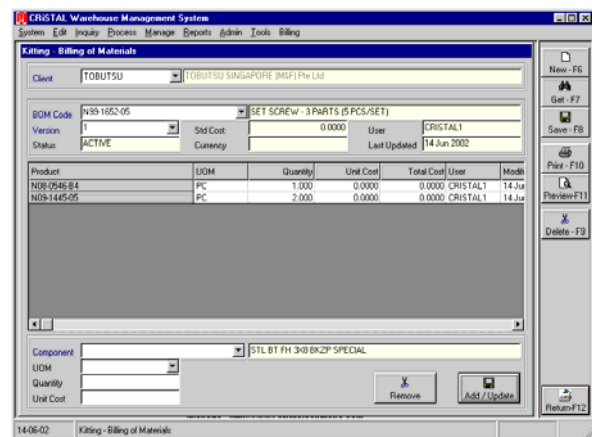 CRiSTAL Warehouse Management System
System Edit Inquiry Process Manage Reports Admin Tools Billing
Kitting - Billing of Materials
New - F6
Client TOBUTSU TOBUTSU SINGAPORE (M&F) Pte Ltd
Get - F7
BOM Code N99-1652-05 SET SCREW - 3 PARTS (5 PCS/SET)
Version 1 Std Cost 0.0000 User CRISTAL1
Save - F8
Status ACTIVE Currency Last Updated 14 Jun 2002
Print - F10
Product UOM Quantity Unit Cost Total Cost User Modifi
N08-0546-B4 PC 1.000 0.0000 0.0000 CRISTAL1 14 Ju
N09-1445-05 PC 2.000 0.0000 0.0000 CRISTAL1 14 Ju
Preview-F11
Delete - F9
Component STL BT FH 3X8 BKZP SPECIAL
UOM
Quantity
Unit Cost
Remove Add / Update
Return-F12
14-06-02 Kitting - Billing of Materials